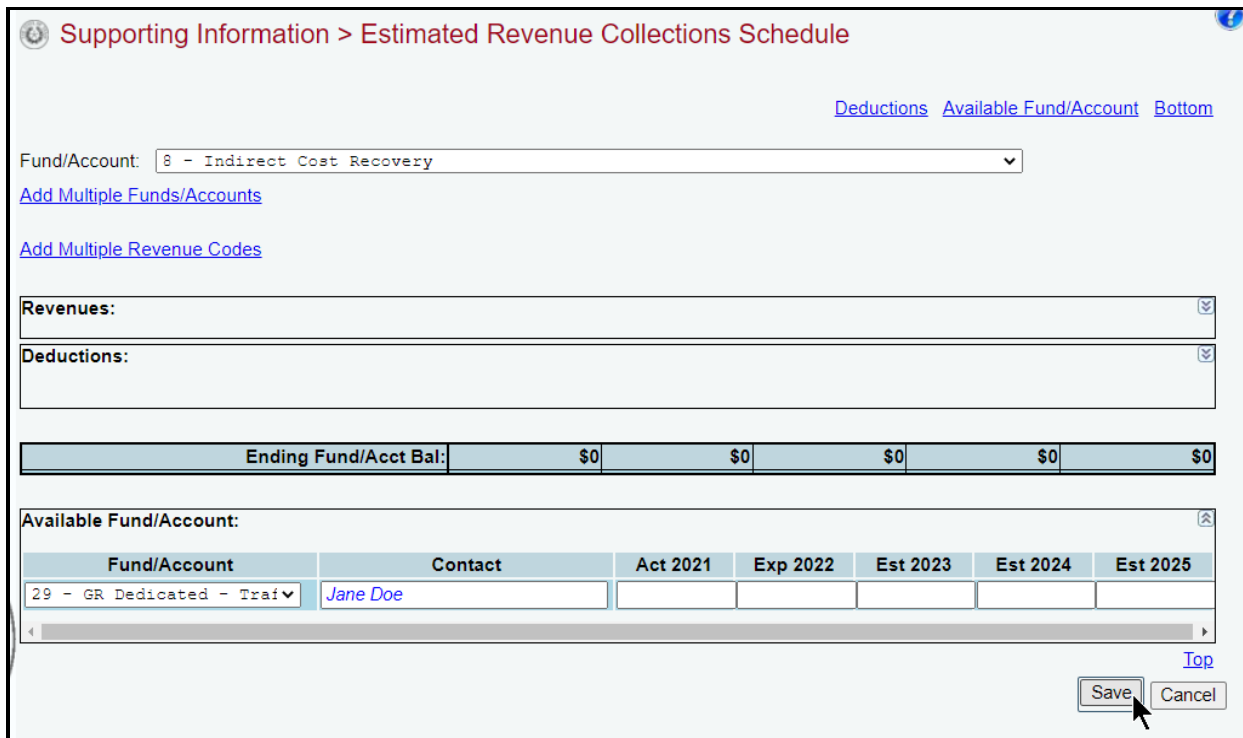 Supporting Information > Estimated Revenue Collections Schedule
?
Deductions Available Fund/Account Bottom
Fund/Account: 8 - Indirect Cost Recovery
Add Multiple Funds/Accounts
Add Multiple Revenue Codes
Revenues:
Deductions:
Ending Fund/Acct Bal: $0 $0 $0 $0 $0
Available Fund/Account:
Fund/Account Contact Act 2021 Exp 2022 Est 2023 Est 2024 Est 2025
29 - GR Dedicated - Traf Jane Doe
Top
Save Cancel